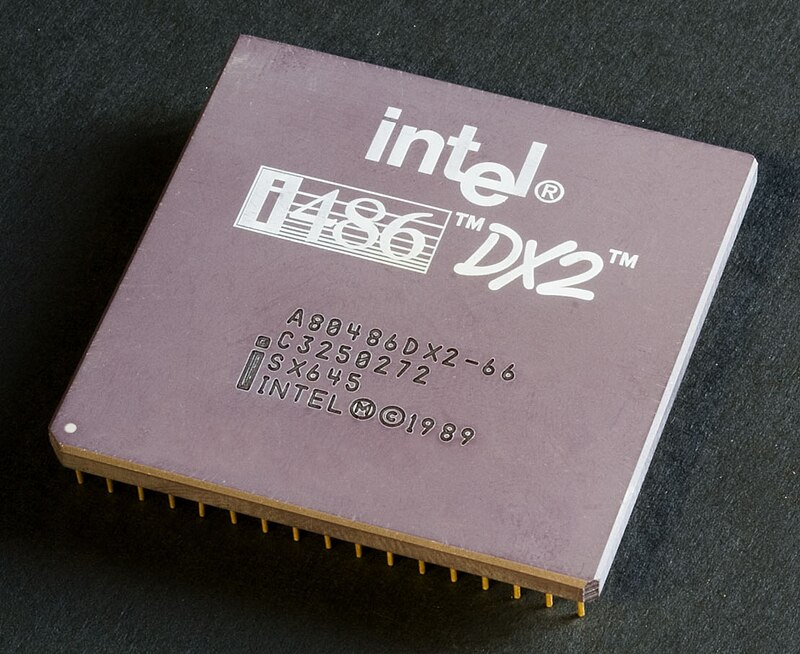 intel®
i486™ DX2™
A80486DX2-66
C3250272
SX645
INTEL Ⓜ©1989